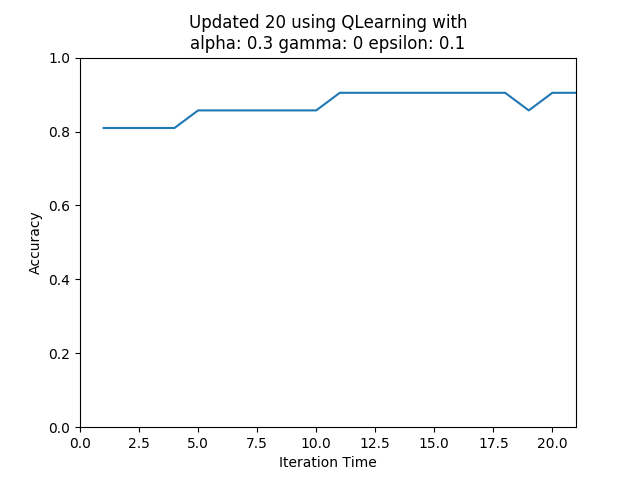 Updated 20 using QLearning with
alpha: 0.3 gamma: 0 epsilon: 0.1
1.0
0.8
0.6
0.4
0.2
0.0
Accuracy
0.0 2.5 5.0 7.5 10.0 12.5 15.0 17.5 20.0
Iteration Time